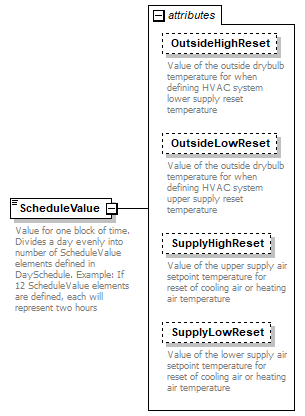 attributes
OutsideHighReset
Value of the outside drybulb
temperature for when
defining HVAC system
lower supply reset
temperature
OutsideLowReset
Value of the outside drybulb
temperature for when
defining HVAC system
upper supply reset
temperature
ScheduleValue
Value for one block of time.
Divides a day evenly into
number of ScheduleValue
elements defined in
DaySchedule. Example: If
12 ScheduleValue elements
are defined, each will
represent two hours
SupplyHighReset
Value of the upper supply air
setpoint temperature for
reset of cooling air or heating
air temperature
SupplyLowReset
Value of the lower supply air
setpoint temperature for
reset of cooling air or heating
air temperature